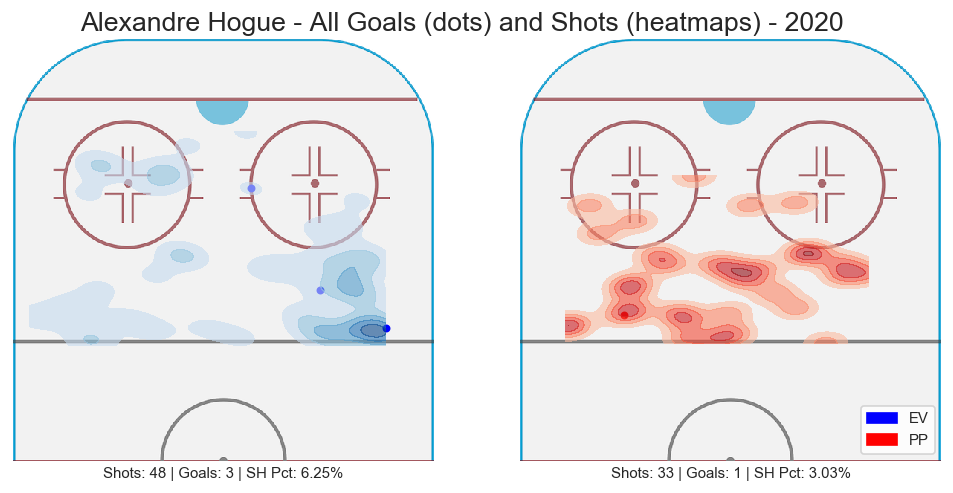 Alexandre Hogue - All Goals (dots) and Shots (heatmaps) - 2020
EV
PP
Shots: 48 | Goals: 3 | SH Pct: 6.25%
Shots: 33 | Goals: 1 | SH Pct: 3.03%